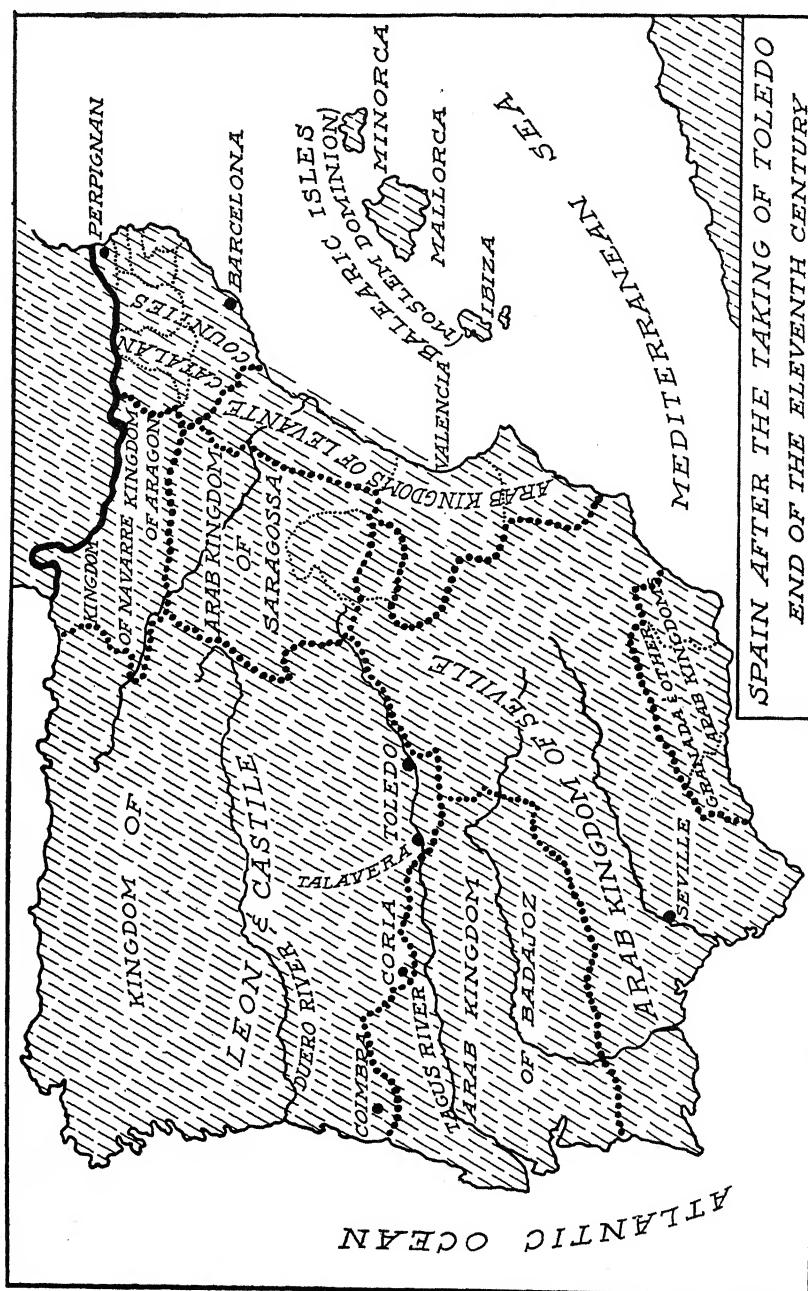 PERPIGNAN
BARCELONA
CATALAN
COUNTIES
KINGDOM
OF NAVARRE
KINGDOM
OF ARAGON
ARAB KINGDOM
OF
SARAGOSSA
ARAB KINGDOMS OF LEVANTE
VALENCIA
BALEARIC ISLES
(MOSLEM DOMINION)
MINORCA
MALLORCA
IBIZA
MEDITERRANEAN SEA
KINGDOM OF
LEON & CASTILE
DUERO RIVER
COIMBRA
CORIA
TALAVERA
TOLEDO
TAGUS RIVER
ARAB KINGDOM
OF BADAJOZ
ARAB KINGDOM OF SEVILLE
SEVILLE
GRANADA & OTHER
ARAB KINGDOMS
ATLANTIC OCEAN
SPAIN AFTER THE TAKING OF TOLEDO
END OF THE ELEVENTH CENTURY